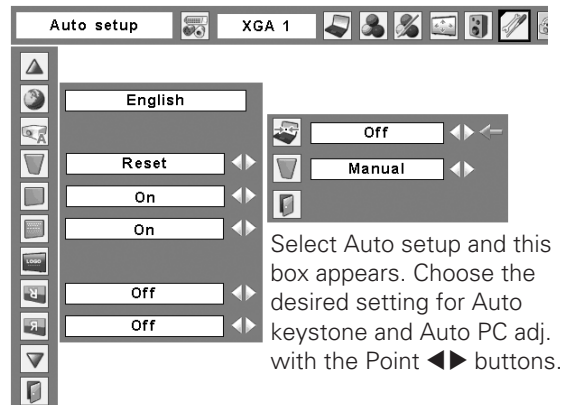 Auto setup
XGA 1
English
Reset
On
On
Off
Off
LOGO
R
R
A
Off
Manual
Select Auto setup and this
box appears. Choose the
desired setting for Auto
keystone and Auto PC adj.
with the Point ◀▶ buttons.